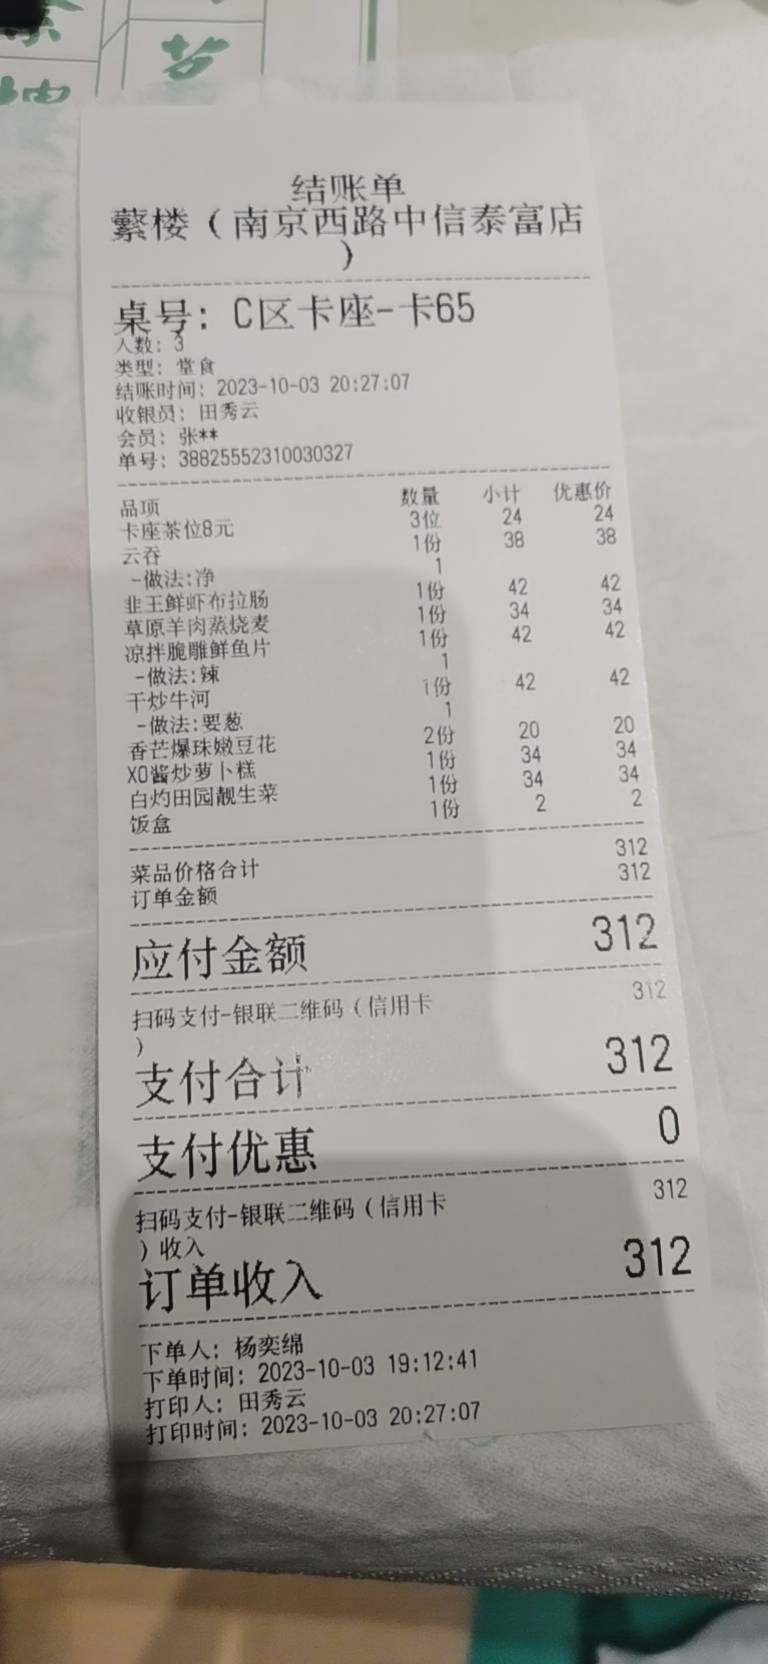 苦
结账单
蘩楼（南京西路中信泰富店
）
桌号：C区卡座-卡65
人数：3
类型：堂食
结账时间：2023-10-03 20:27:07
收银员：田秀云
会员：张**
单号：38825552310030327
品项 数量 小计 优惠价
卡座茶位8元 3位 24 24
云吞 1份 38 38
-做法:净 1
韭王鲜虾布拉肠 1份 42 42
草原羊肉蒸烧麦 1份 34 34
凉拌脆雕鲜鱼片 1份 42 42
-做法:辣 1
干炒牛河 1份 42 42
-做法:要葱 1
香芒爆珠嫩豆花 2份 20 20
XO酱炒萝卜糕 1份 34 34
白灼田园靓生菜 1份 34 34
饭盒 1份 2 2
菜品价格合计 312
订单金额 312
应付金额 312
扫码支付-银联二维码（信用卡 312
）
支付合计 312
支付优惠 0
扫码支付-银联二维码（信用卡 312
）收入
订单收入 312
下单人：杨奕绵
下单时间：2023-10-03 19:12:41
打印人：田秀云
打印时间：2023-10-03 20:27:07